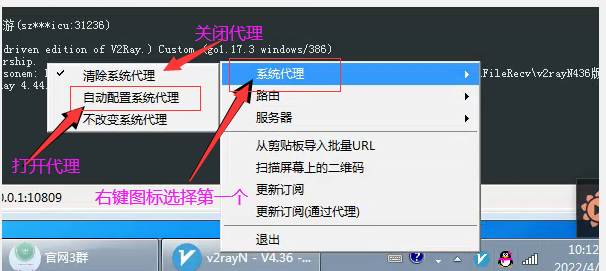 游(sz***icu:31236)
关闭代理
driven edition of V2Ray.) Custom (go1.17.3 windows/386)
ership.
sonem:
.FileRecv\v2rayN436版
ay 4.44.
清除系统代理
自动配置系统代理
不改变系统代理
系统代理
路由
服务器
从剪贴板导入批量URL
扫描屏幕上的二维码
更新订阅
更新订阅(通过代理)
退出
打开代理
右键图标选择第一个
0.0.1:10809
官网3群
v2rayN - V4.36 -...
10:12
2022/4/